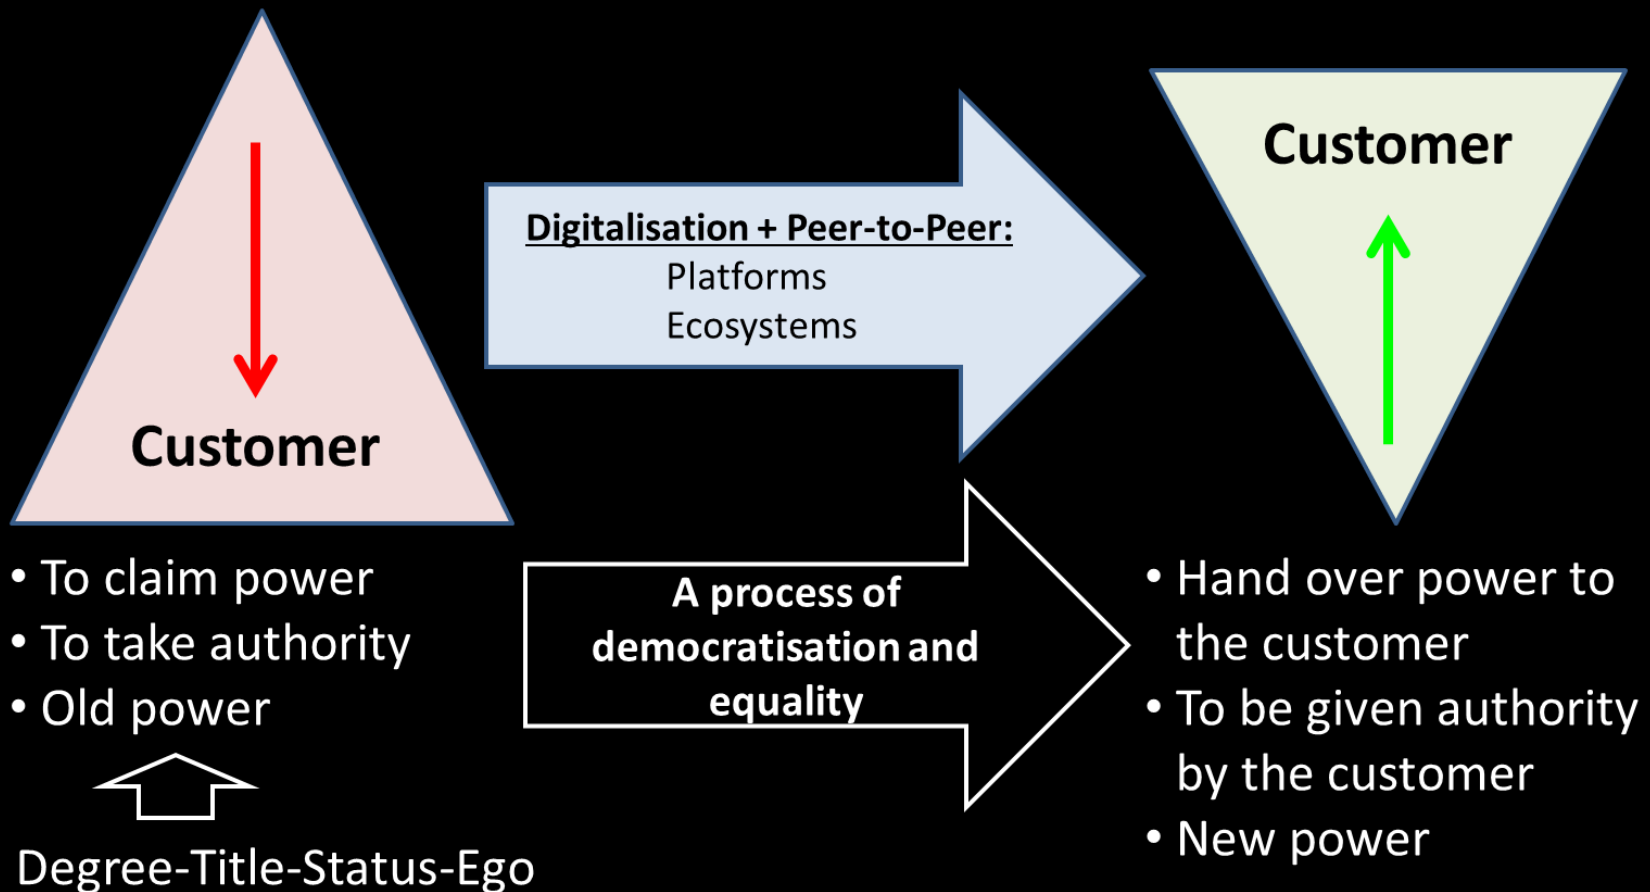 Customer
Digitalisation + Peer-to-Peer:
Platforms
Ecosystems
Customer
• To claim power
• To take authority
• Old power
Degree-Title-Status-Ego
A process of
democratisation and
equality
• Hand over power to
the customer
• To be given authority
by the customer
• New power